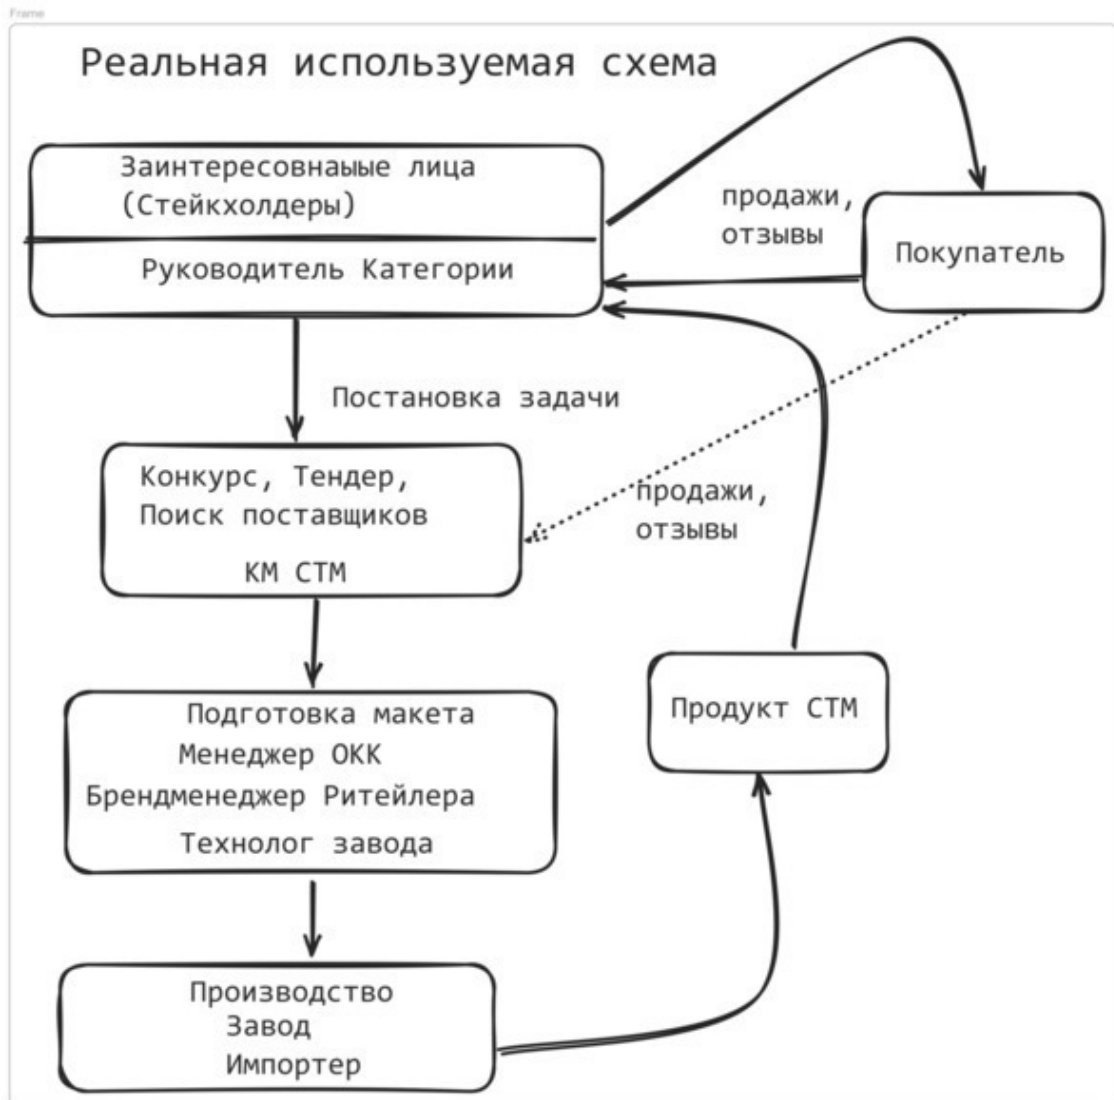 Frame
Реальная используемая схема
Заинтересовнаыые лица
(Стейкхолдеры)
Руководитель Категории
продажи,
отзывы
Покупатель
Постановка задачи
Конкурс, Тендер,
Поиск поставщиков
КМ СТМ
продажи,
отзывы
Подготовка макета
Менеджер ОКК
Брендменеджер Ритейлера
Технолог завода
Продукт СТМ
Производство
Завод
Импортер